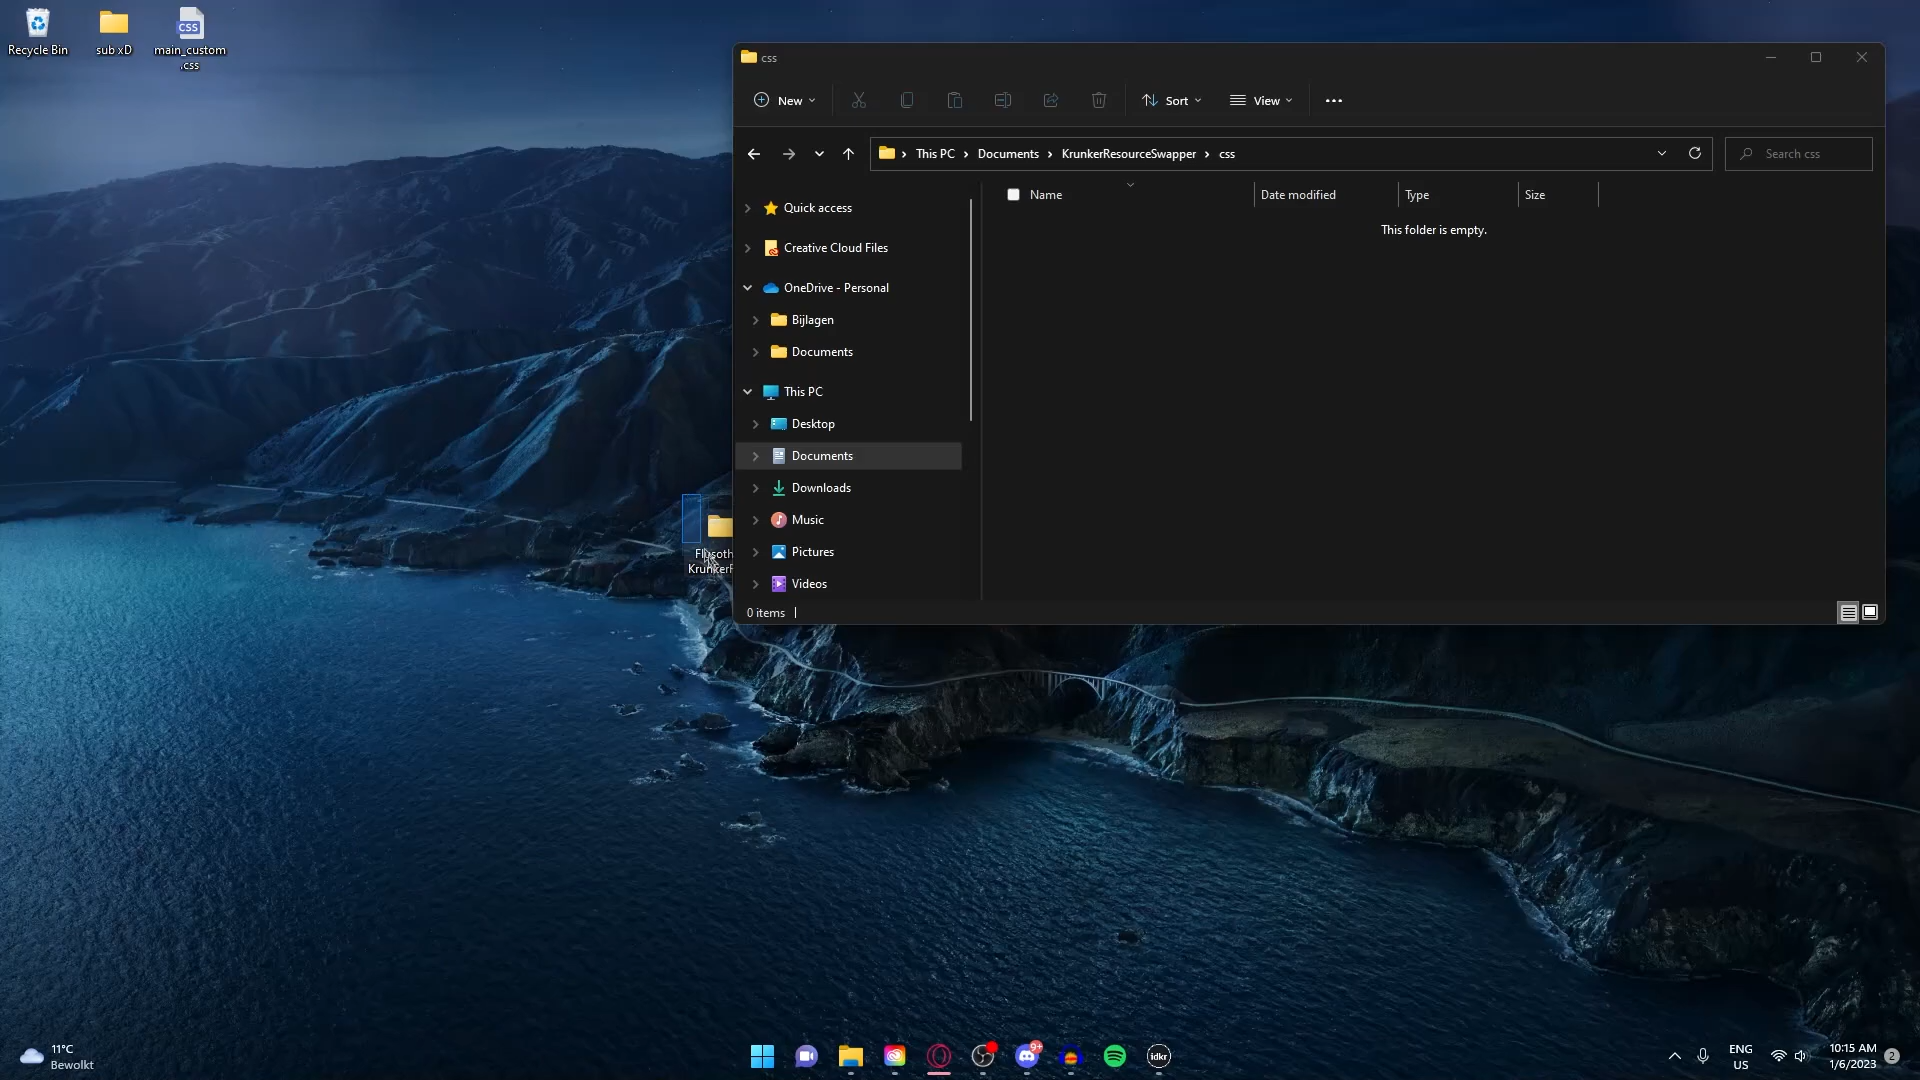 Recycle Bin
sub xD
main_custom
.css
css
New
Sort
View
This PC
Documents
KrunkerResourceSwapper
css
Search css
Name
Date modified
Type
Size
This folder is empty.
Quick access
Creative Cloud Files
OneDrive - Personal
Bijlagen
Documents
This PC
Desktop
Documents
Downloads
Music
Pictures
Videos
0 items
11°C
Bewolkt
9+
idkr
ENG
US
10:15 AM
1/6/2023
2